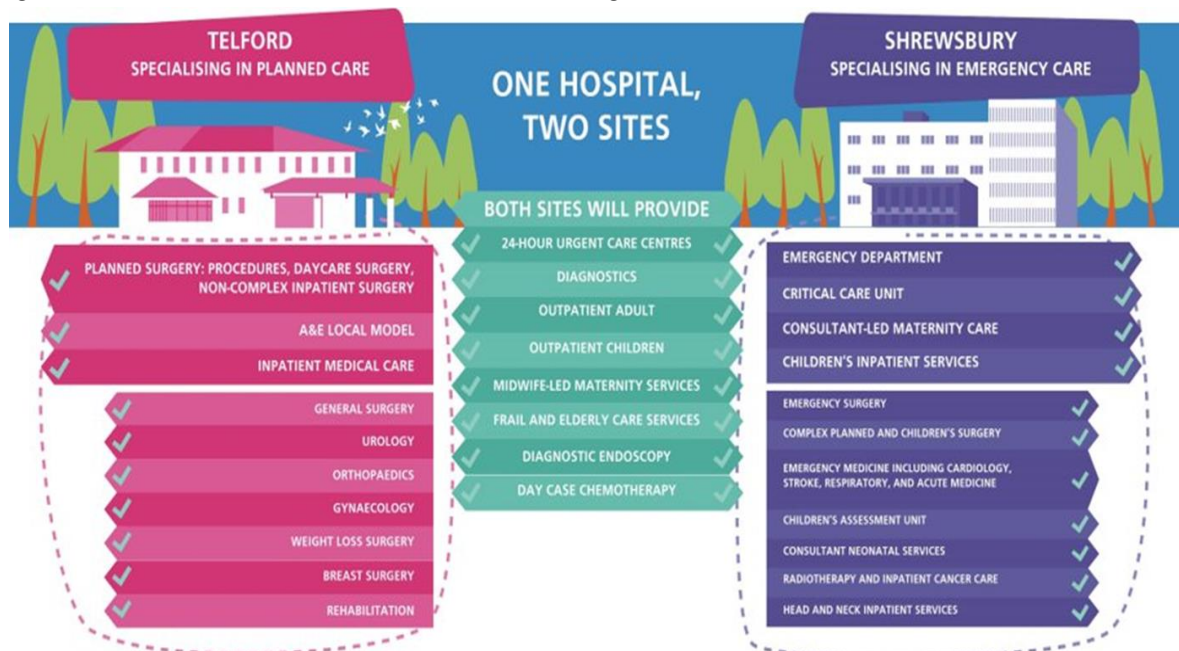 TELFORD
SPECIALISING IN PLANNED CARE
ONE HOSPITAL,
TWO SITES
SHREWSBURY
SPECIALISING IN EMERGENCY CARE
PLANNED SURGERY: PROCEDURES, DAYCARE SURGERY,
NON-COMPLEX INPATIENT SURGERY
A&E LOCAL MODEL
INPATIENT MEDICAL CARE
GENERAL SURGERY
UROLOGY
ORTHOPAEDICS
GYNAECOLOGY
WEIGHT LOSS SURGERY
BREAST SURGERY
REHABILITATION
BOTH SITES WILL PROVIDE
24-HOUR URGENT CARE CENTRES
DIAGNOSTICS
OUTPATIENT ADULT
OUTPATIENT CHILDREN
MIDWIFE-LED MATERNITY SERVICES
FRAIL AND ELDERLY CARE SERVICES
DIAGNOSTIC ENDOSCOPY
DAY CASE CHEMOTHERAPY
EMERGENCY DEPARTMENT
CRITICAL CARE UNIT
CONSULTANT-LED MATERNITY CARE
CHILDREN'S INPATIENT SERVICES
EMERGENCY SURGERY
COMPLEX PLANNED AND CHILDREN'S SURGERY
EMERGENCY MEDICINE INCLUDING CARDIOLOGY,
STROKE, RESPIRATORY, AND ACUTE MEDICINE
CHILDREN'S ASSESSMENT UNIT
CONSULTANT NEONATAL SERVICES
RADIOTHERAPY AND INPATIENT CANCER CARE
HEAD AND NECK INPATIENT SERVICES